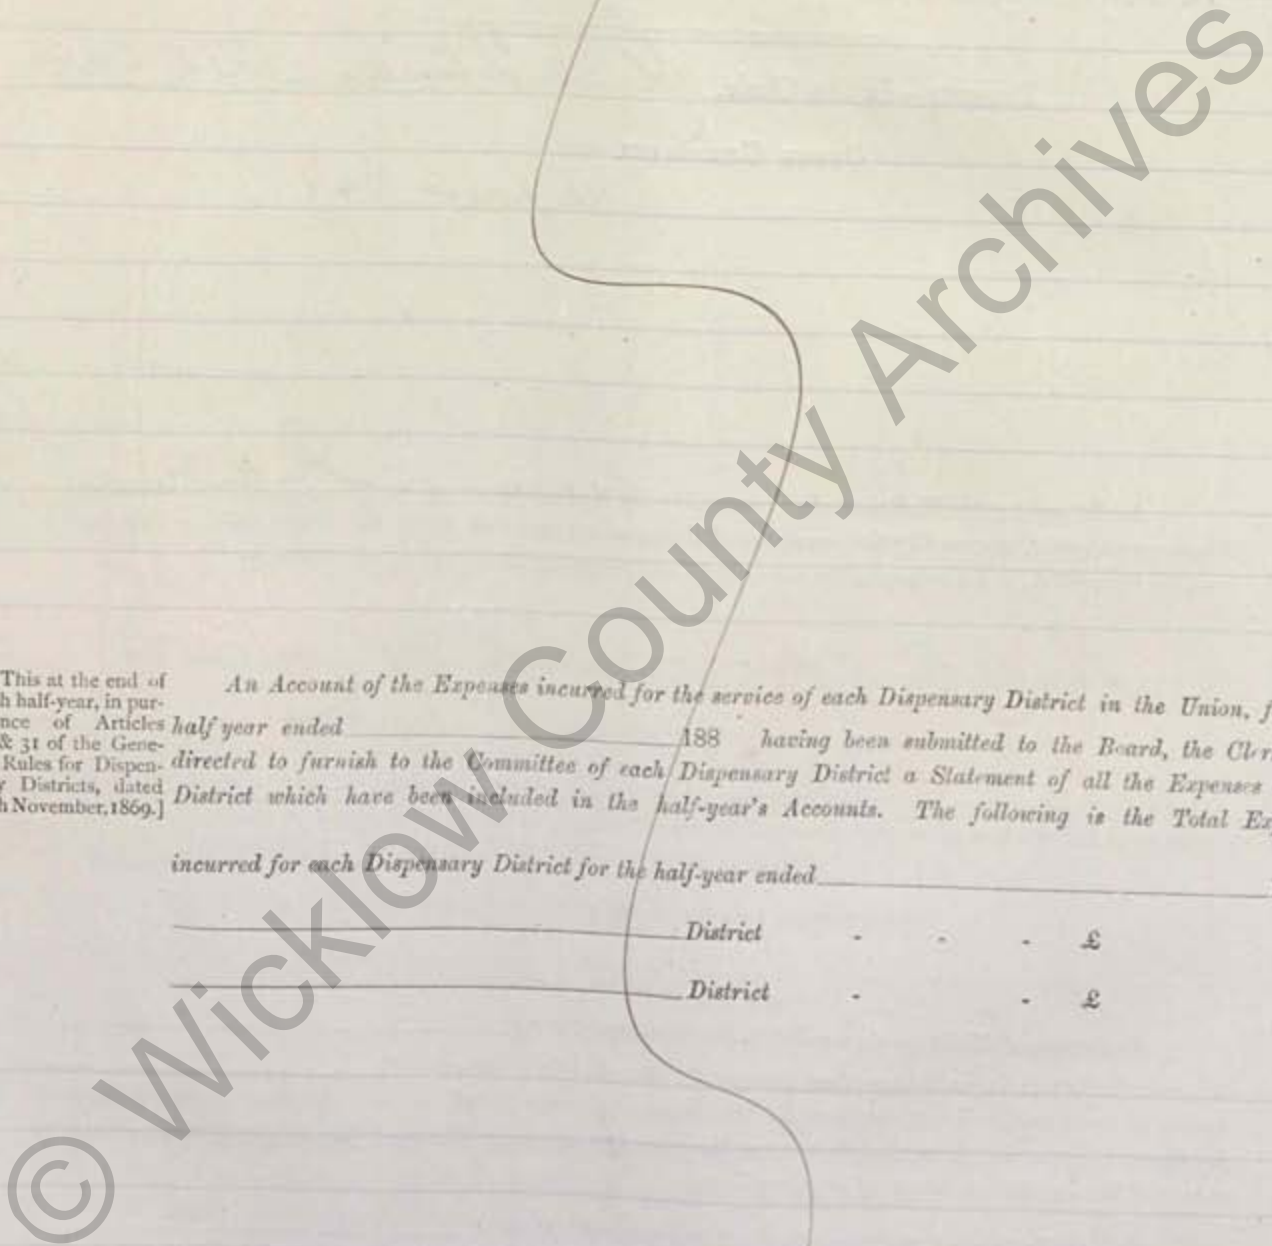 This at the end of
h half-year, in pur-
nce of Articles
& 31 of the Gene-
Rules for Dispen-
y Districts, dated
h November, 1869.]
An Account of the Expenses incurred for the service of each Dispensary District in the Union, f
half year ended 188 having been submitted to the Board, the Cler
directed to furnish to the Committee of each Dispensary District a Statement of all the Expenses
District which have been included in the half-year's Accounts. The following is the Total Ex
incurred for each Dispensary District for the half-year ended
District - - - £
District - - £
© Wicklow County Archives